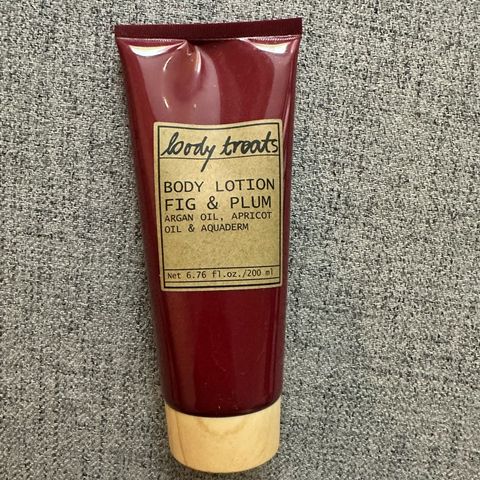 body treats
BODY LOTION
FIG & PLUM
ARGAN OIL, APRICOT
OIL & AQUADERM
Net 6.76 fl.oz./200 ml